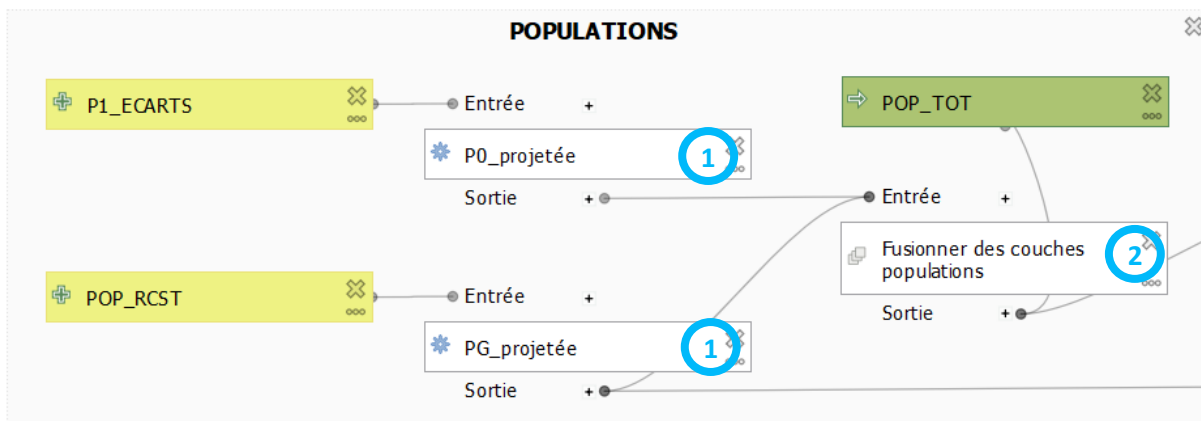 POPULATIONS
P1_ECARTS
Entrée +
POP_TOT
P0_projetée 1
Sortie +
Entrée +
Fusionner des couches
populations
2
POP_RCST
Entrée +
Sortie +
PG_projetée 1
Sortie +